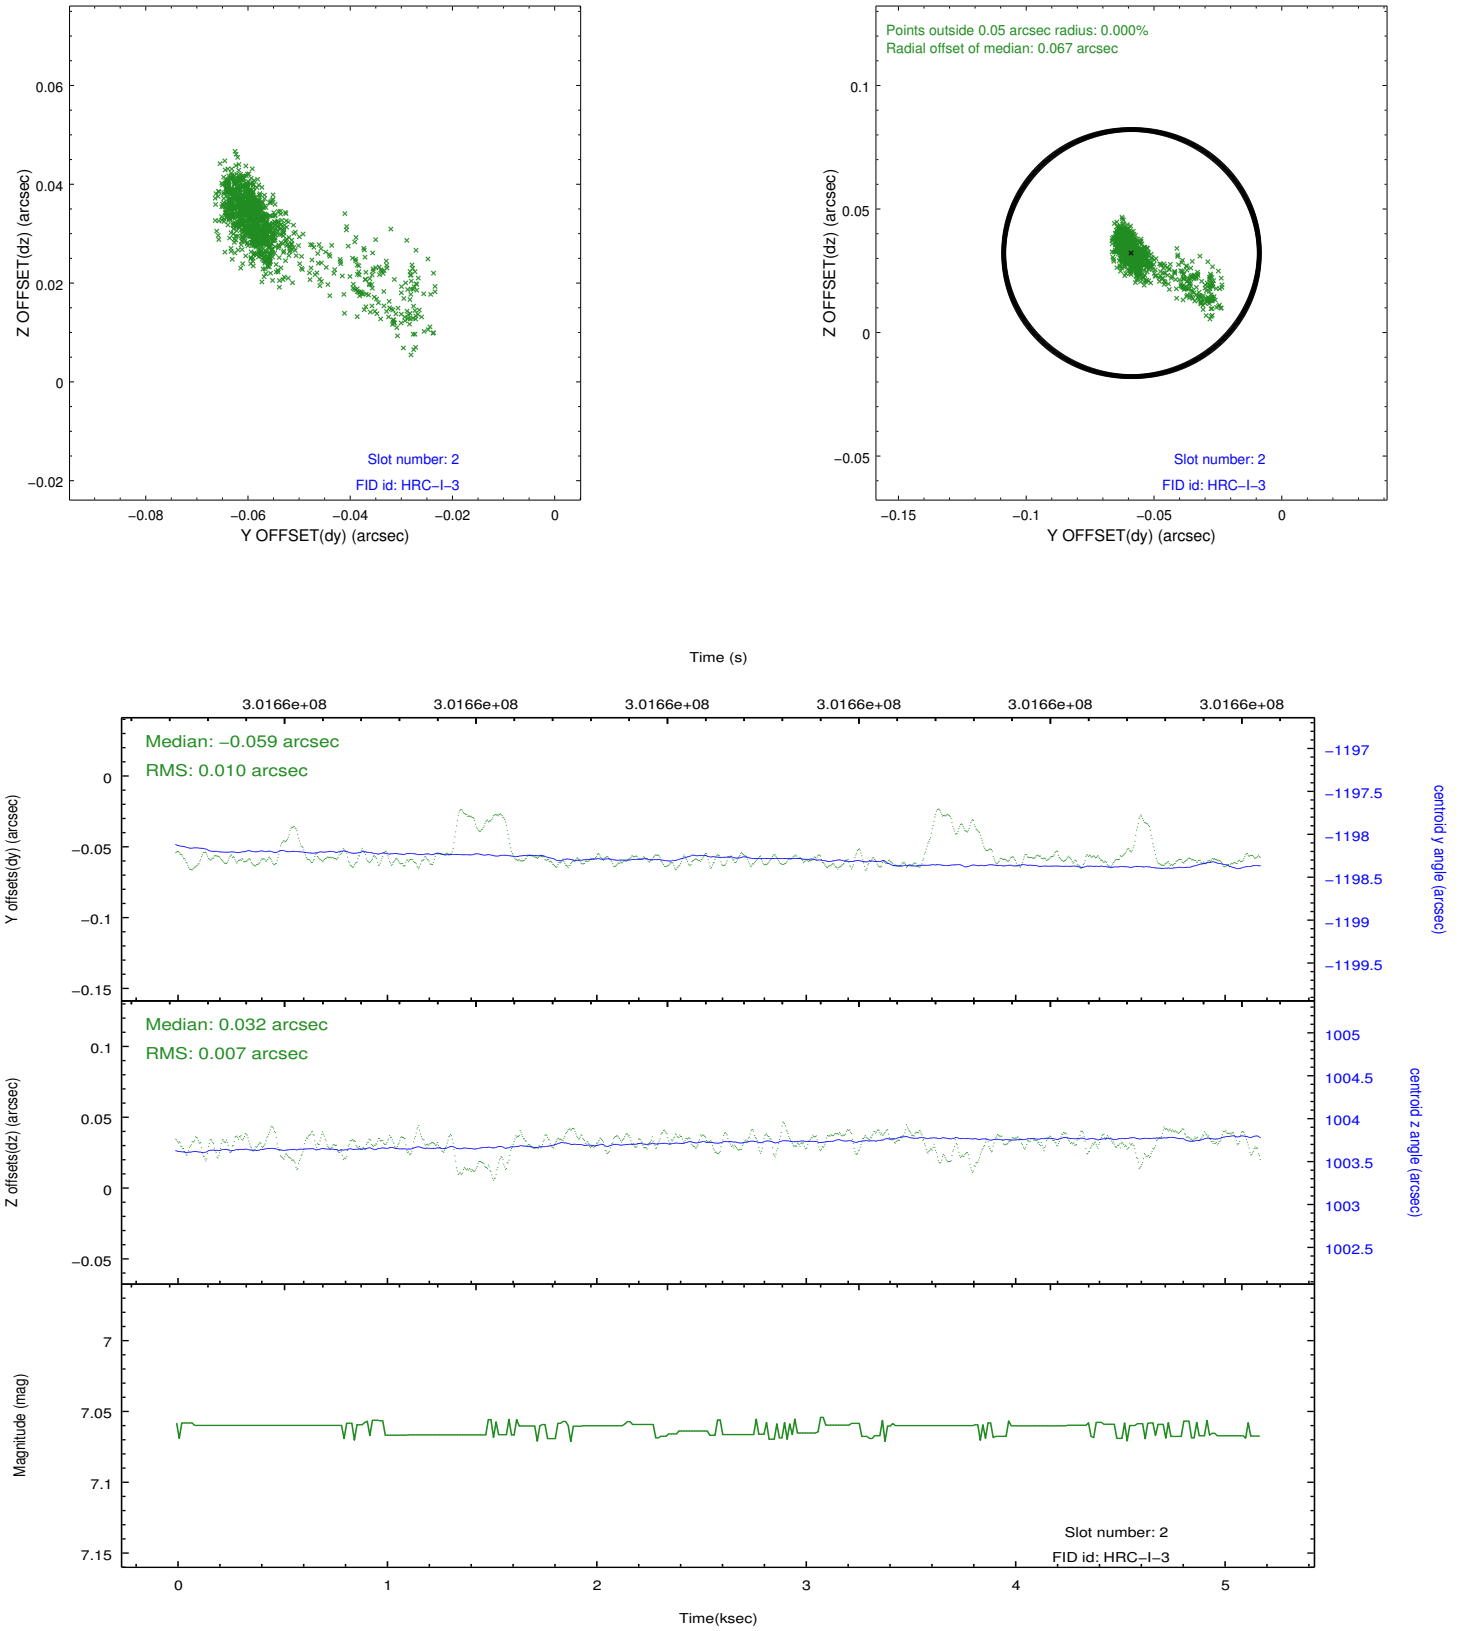 0.06
0.04
0.02
0
−0.02
Z OFFSET(dz) (arcsec)
−0.08 −0.06 −0.04 −0.02 0
Y OFFSET(dy) (arcsec)
Slot number: 2
FID id: HRC−I−3
Points outside 0.05 arcsec radius: 0.000%
Radial offset of median: 0.067 arcsec
0.1
0.05
0
−0.05
Z OFFSET(dz) (arcsec)
Slot number: 2
FID id: HRC−I−3
−0.15 −0.1 −0.05 0
Y OFFSET(dy) (arcsec)
Time (s)
3.0166e+08 3.0166e+08 3.0166e+08 3.0166e+08 3.0166e+08 3.0166e+08
Median: −0.059 arcsec
RMS: 0.010 arcsec
0
−0.05
−0.1
−0.15
Y offsets(dy) (arcsec)
−1197
−1197.5
−1198
−1198.5
−1199
−1199.5
centroid y angle (arcsec)
Median: 0.032 arcsec
RMS: 0.007 arcsec
0.1
0.05
0
−0.05
Z offsets(dz) (arcsec)
1005
1004.5
1004
1003.5
1003
1002.5
centroid z angle (arcsec)
7
7.05
7.1
7.15
Magnitude (mag)
Slot number: 2
FID id: HRC−I−3
0 1 2 3 4 5
Time(ksec)